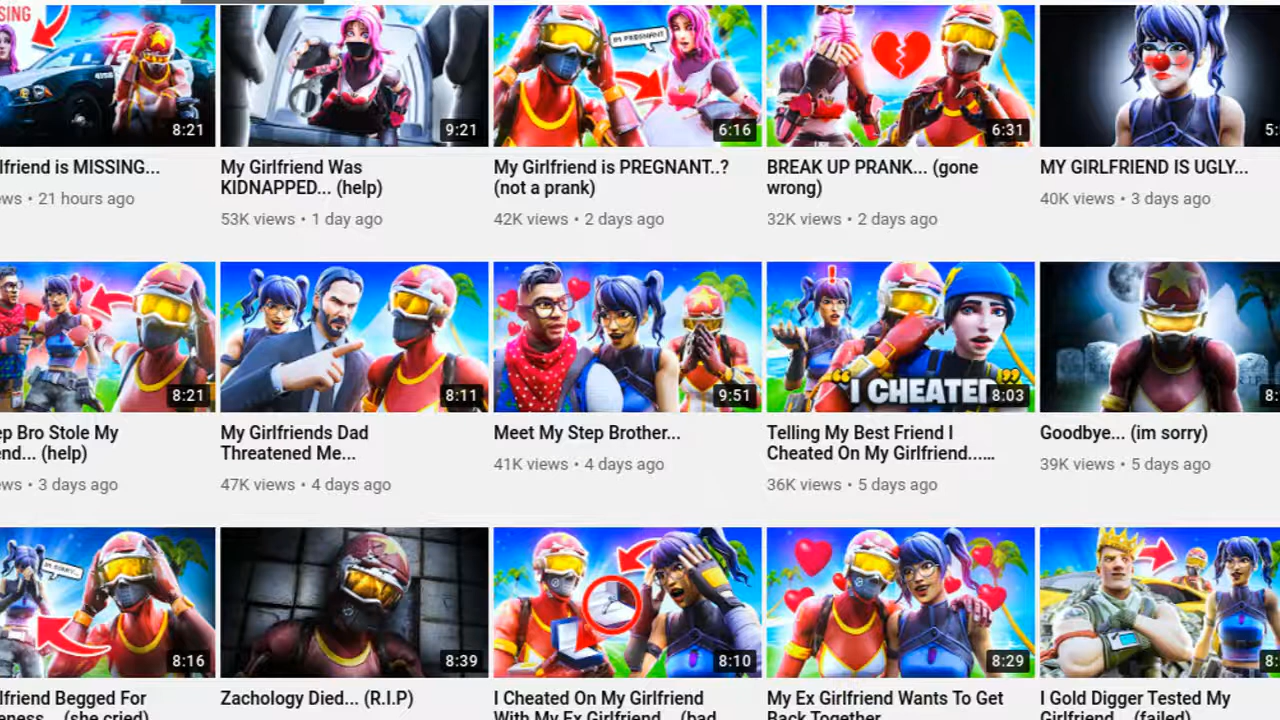 SING
8:21
9:21
I'M PREGNANT
6:16
6:31
5:
lfriend is MISSING...
My Girlfriend Was
KIDNAPPED... (help)
My Girlfriend is PREGNANT..?
(not a prank)
BREAK UP PRANK... (gone
wrong)
MY GIRLFRIEND IS UGLY...
ews • 21 hours ago
53K views • 1 day ago
42K views • 2 days ago
32K views • 2 days ago
40K views • 3 days ago
8:21
8:11
9:51
“I CHEATED”
8:03
8:
ep Bro Stole My
end... (help)
My Girlfriends Dad
Threatened Me...
Meet My Step Brother...
Telling My Best Friend I
Cheated On My Girlfriend......
Goodbye... (im sorry)
ews • 3 days ago
47K views • 4 days ago
41K views • 4 days ago
36K views • 5 days ago
39K views • 5 days ago
I'M SORRY...
8:16
8:39
8:10
8:29
8:
lfriend Begged For
eness... (she cried)
Zachology Died... (R.I.P)
I Cheated On My Girlfriend
With My Ex Girlfriend... (bad
My Ex Girlfriend Wants To Get
Back Together
I Gold Digger Tested My
Girlfriend... (failed)